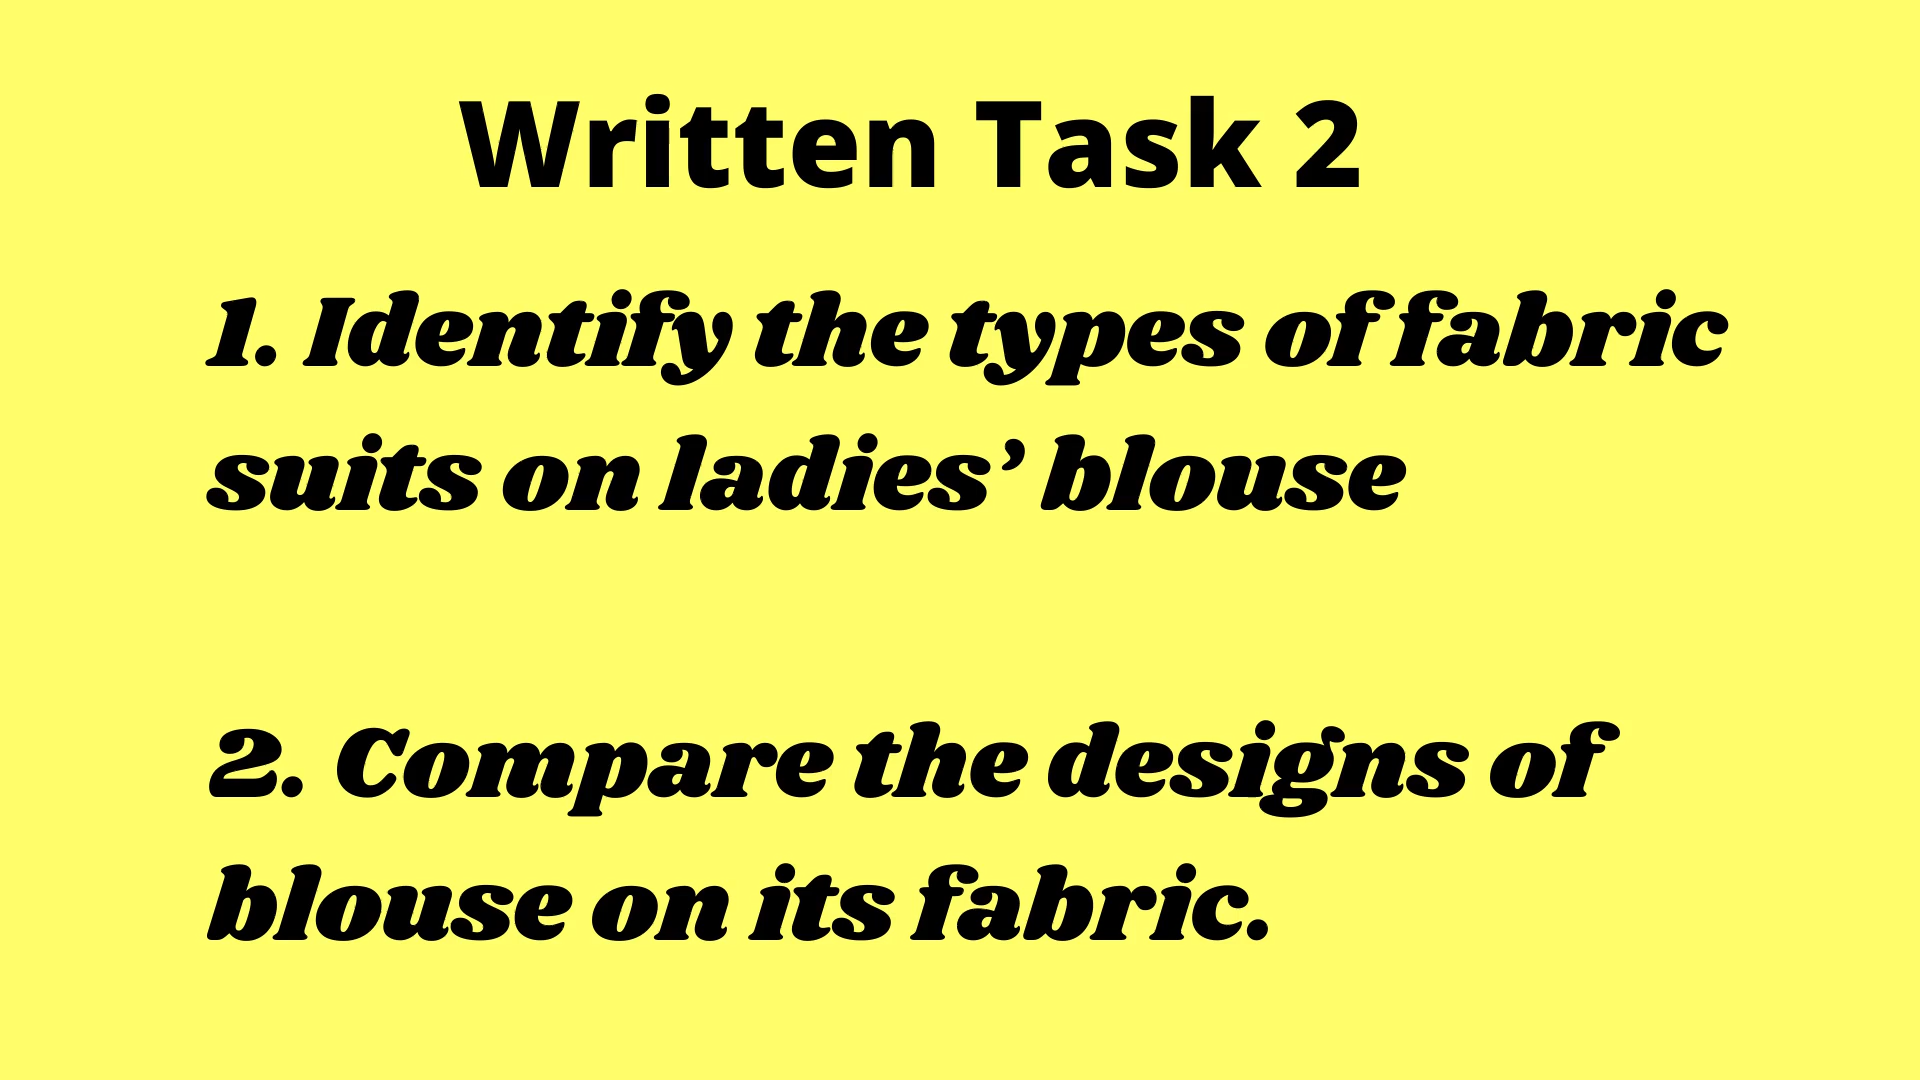 Written Task 2
1. Identify the types of fabric
suits on ladies’ blouse
2. Compare the designs of
blouse on its fabric.